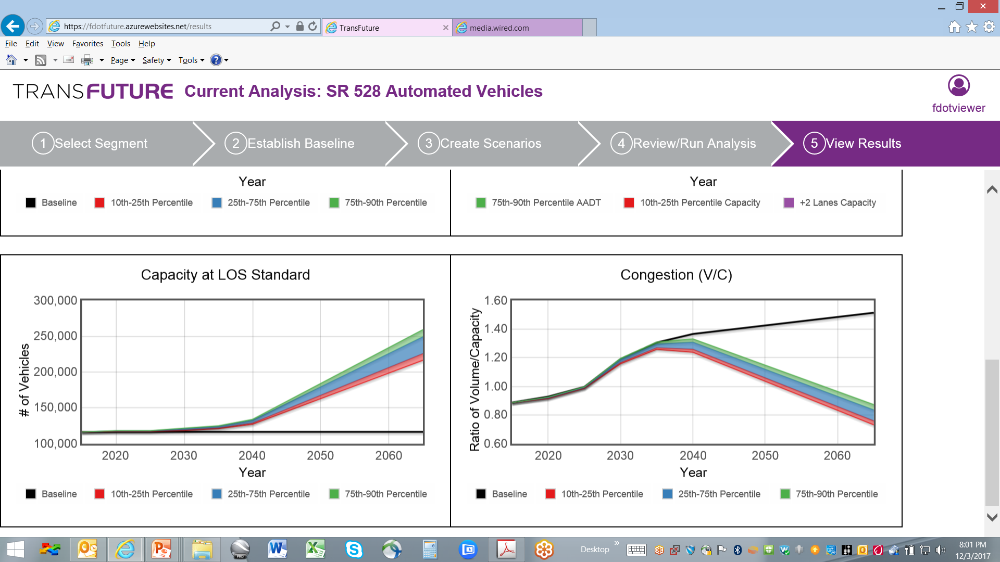 https://fdotfuture.azurewebsites.net/results
TransFuture
media.wired.com
File Edit View Favorites Tools Help
Page Safety Tools
TRANSFUTURE Current Analysis: SR 528 Automated Vehicles
fdotviewer
1 Select Segment
2 Establish Baseline
3 Create Scenarios
4 Review/Run Analysis
5 View Results
Year
Baseline 10th-25th Percentile 25th-75th Percentile 75th-90th Percentile
Year
75th-90th Percentile AADT 10th-25th Percentile Capacity +2 Lanes Capacity
Capacity at LOS Standard
# of Vehicles
300,000
250,000
200,000
150,000
100,000
2020 2030 2040 2050 2060
Year
Baseline 10th-25th Percentile 25th-75th Percentile 75th-90th Percentile
Congestion (V/C)
Ratio of Volume/Capacity
1.60
1.40
1.20
1.00
0.80
0.60
2020 2030 2040 2050 2060
Year
Baseline 10th-25th Percentile 25th-75th Percentile 75th-90th Percentile
PRO
Desktop
8:01 PM
12/3/2017